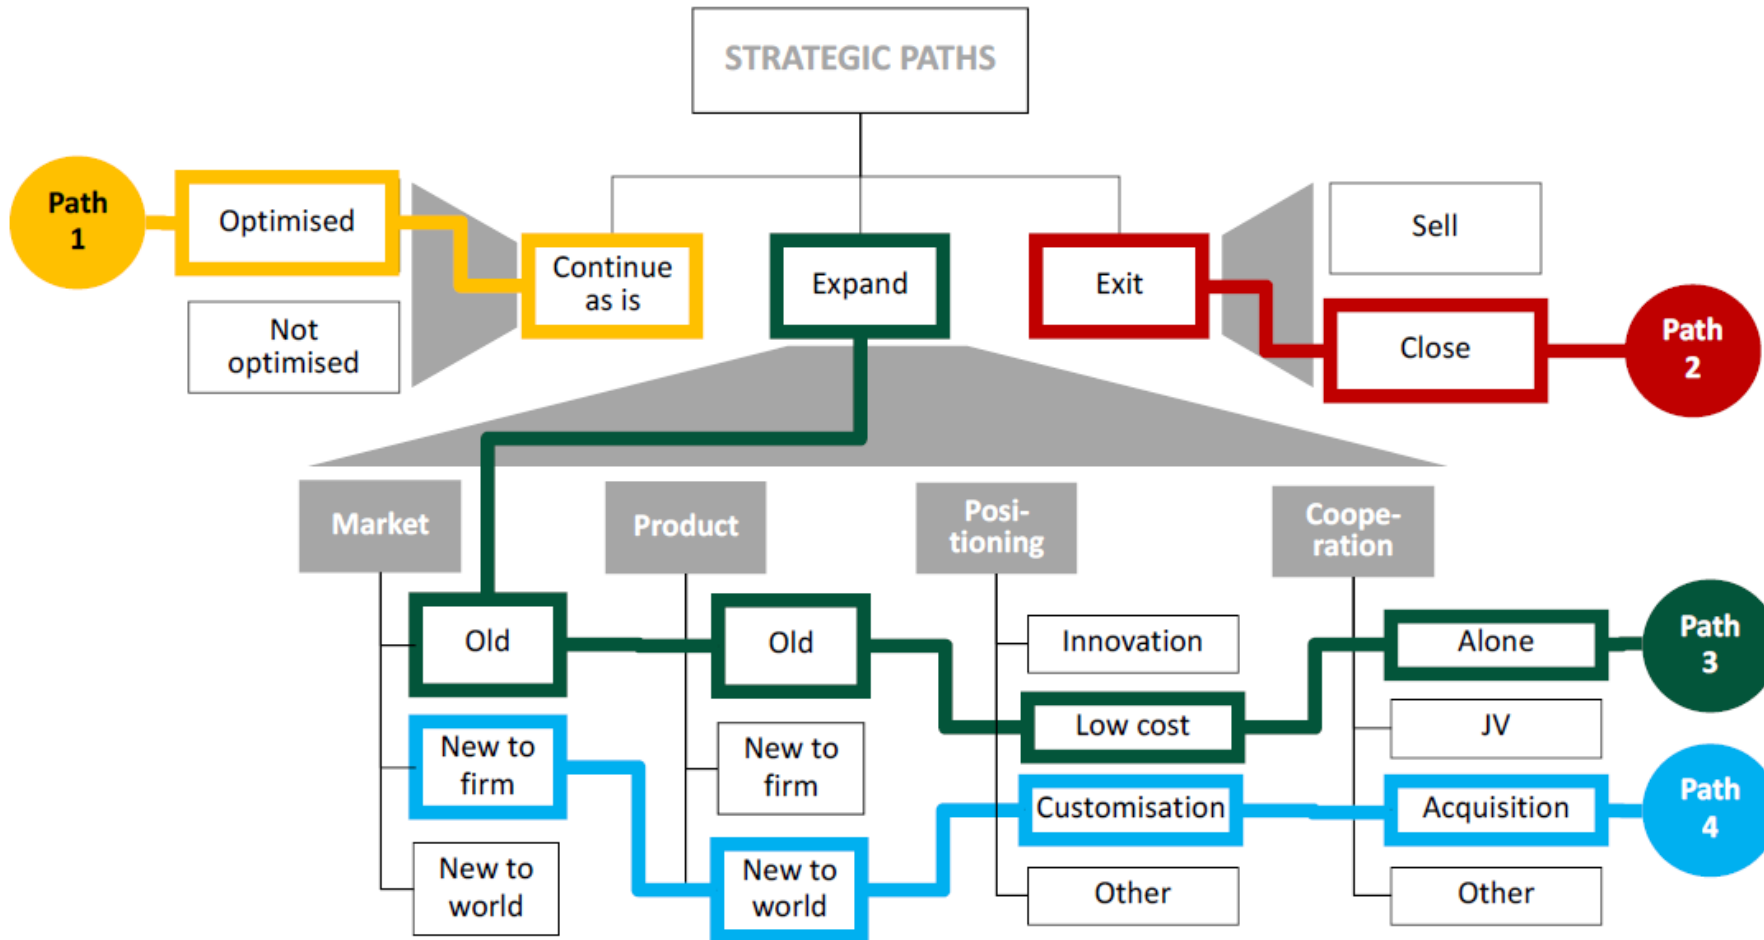 STRATEGIC PATHS
Path
1
Optimised
Not
optimised
Continue
as is
Expand
Exit
Sell
Close
Path
2
Market
Product
Posi-
tioning
Coope-
ration
Old
Old
Innovation
Alone
Path
3
Low cost
JV
New to
firm
New to
firm
Customisation
Acquisition
Path
4
New to
world
New to
world
Other
Other